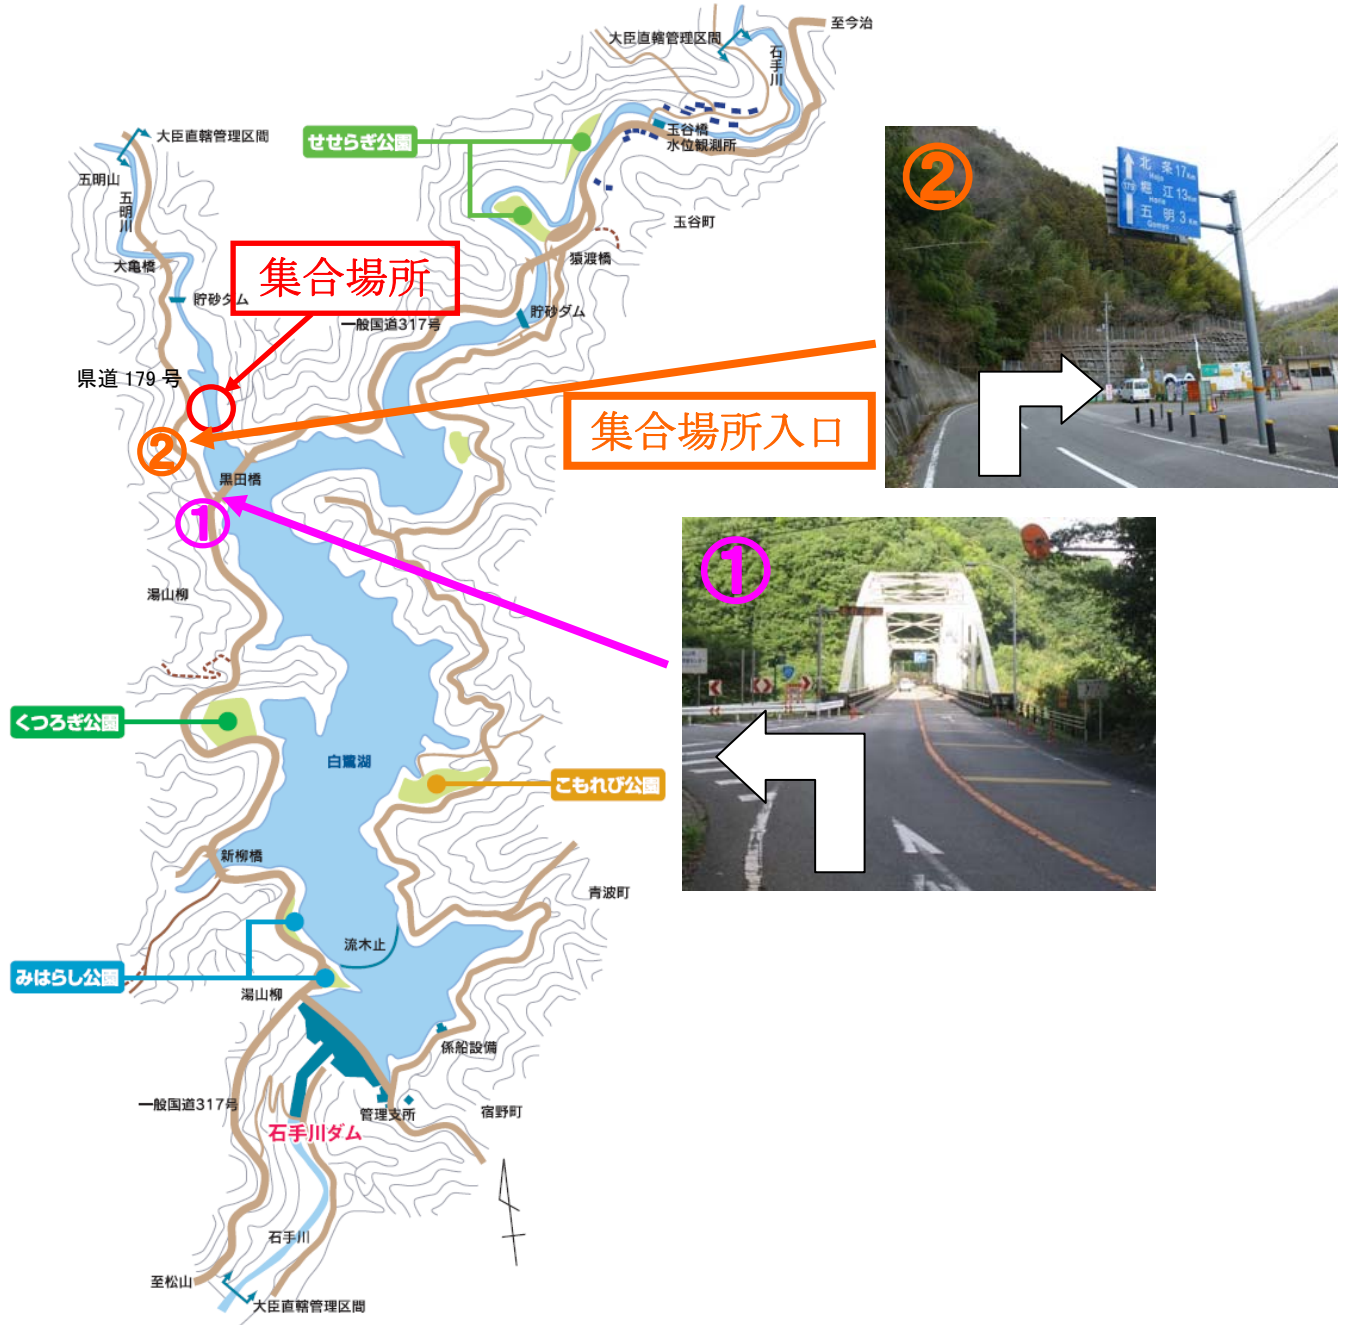 至今治
大臣直轄管理区間
石手川
大臣直轄管理区間
せせらぎ公園
玉谷橋
水位観測所
五明山
五明川
玉谷町
大亀橋
猿渡橋
集合場所
貯砂ダム
貯砂ダム
一般国道317号
県道 179 号
集合場所入口
②
黒田橋
①
湯山柳
くつろぎ公園
白鷺湖
こもれび公園
新柳橋
青波町
流木止
みはらし公園
湯山柳
係船設備
一般国道317号
管理支所
宿野町
石手川ダム
石手川
至松山
大臣直轄管理区間
②
北条 17Km
Hojo
179
堀江 13Km
Horie
五明 3Km
Gomyo
①